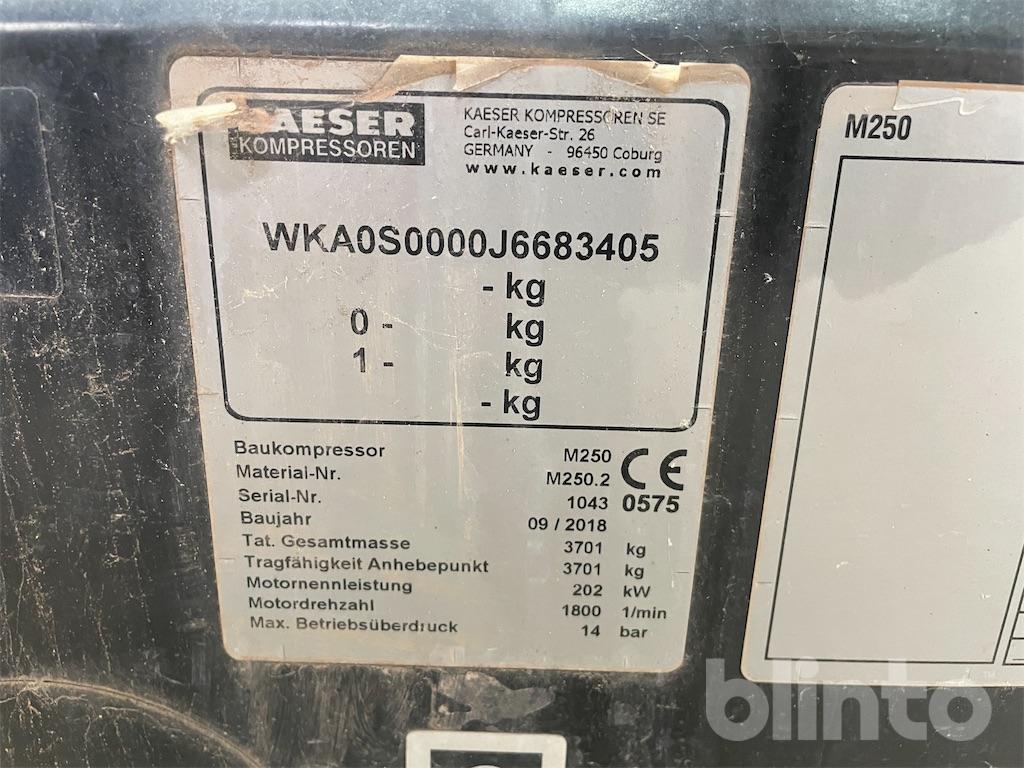 KAESER
KOMPRESSOREN
KAESER KOMPRESSOREN SE
Carl-Kaeser-Str. 26
GERMANY - 96450 Coburg
www.kaeser.com
WKA0S0000J6683405
- kg
0 - kg
1 - kg
- kg
Baukompressor M250
Material-Nr. M250.2
Serial-Nr. 1043
CE 0575
Baujahr 09 / 2018
Tat. Gesamtmasse 3701 kg
Tragfähigkeit Anhebepunkt 3701 kg
Motornennleistung 202 kW
Motordrehzahl 1800 1/min
Max. Betriebsüberdruck 14 bar
M250
blinto